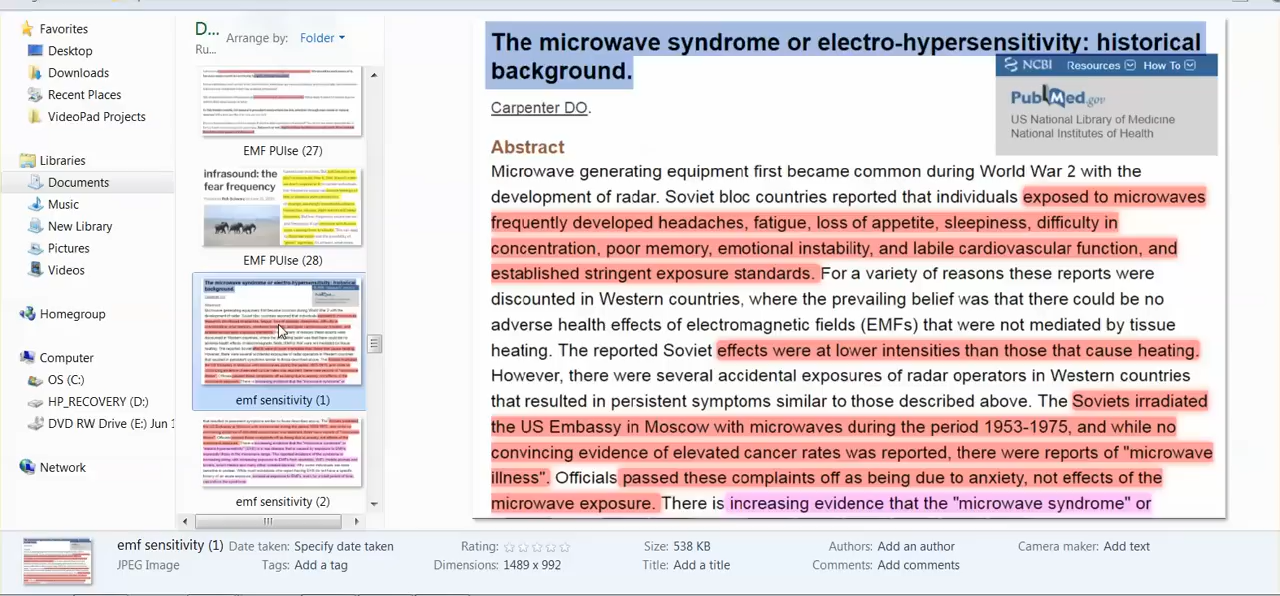 Favorites
Desktop
Downloads
Recent Places
VideoPad Projects
Libraries
Documents
Music
New Library
Pictures
Videos
Homegroup
Computer
OS (C:)
HP_RECOVERY (D:)
DVD RW Drive (E:) Jun 1
Network
D...
Ru...
Arrange by: Folder
EMF PUlse (27)
infrasound: the
fear frequency
EMF PUlse (28)
The microwave syndrome or electro-hypersensitivity: historical
background.
emf sensitivity (1)
emf sensitivity (2)
The microwave syndrome or electro-hypersensitivity: historical
background.
NCBI Resources How To
PubMed.gov
US National Library of Medicine
National Institutes of Health
Carpenter DO.
Abstract
Microwave generating equipment first became common during World War 2 with the
development of radar. Soviet bloc countries reported that individuals exposed to microwaves
frequently developed headaches, fatigue, loss of appetite, sleepiness, difficulty in
concentration, poor memory, emotional instability, and labile cardiovascular function, and
established stringent exposure standards. For a variety of reasons these reports were
discounted in Western countries, where the prevailing belief was that there could be no
adverse health effects of electromagnetic fields (EMFs) that were not mediated by tissue
heating. The reported Soviet effects were at lower intensities than those that cause heating.
However, there were several accidental exposures of radar operators in Western countries
that resulted in persistent symptoms similar to those described above. The Soviets irradiated
the US Embassy in Moscow with microwaves during the period 1953-1975, and while no
convincing evidence of elevated cancer rates was reported, there were reports of "microwave
illness". Officials passed these complaints off as being due to anxiety, not effects of the
microwave exposure. There is increasing evidence that the "microwave syndrome" or
emf sensitivity (1) Date taken: Specify date taken Rating: Size: 538 KB Authors: Add an author Camera maker: Add text
JPEG Image Tags: Add a tag Dimensions: 1489 x 992 Title: Add a title Comments: Add comments